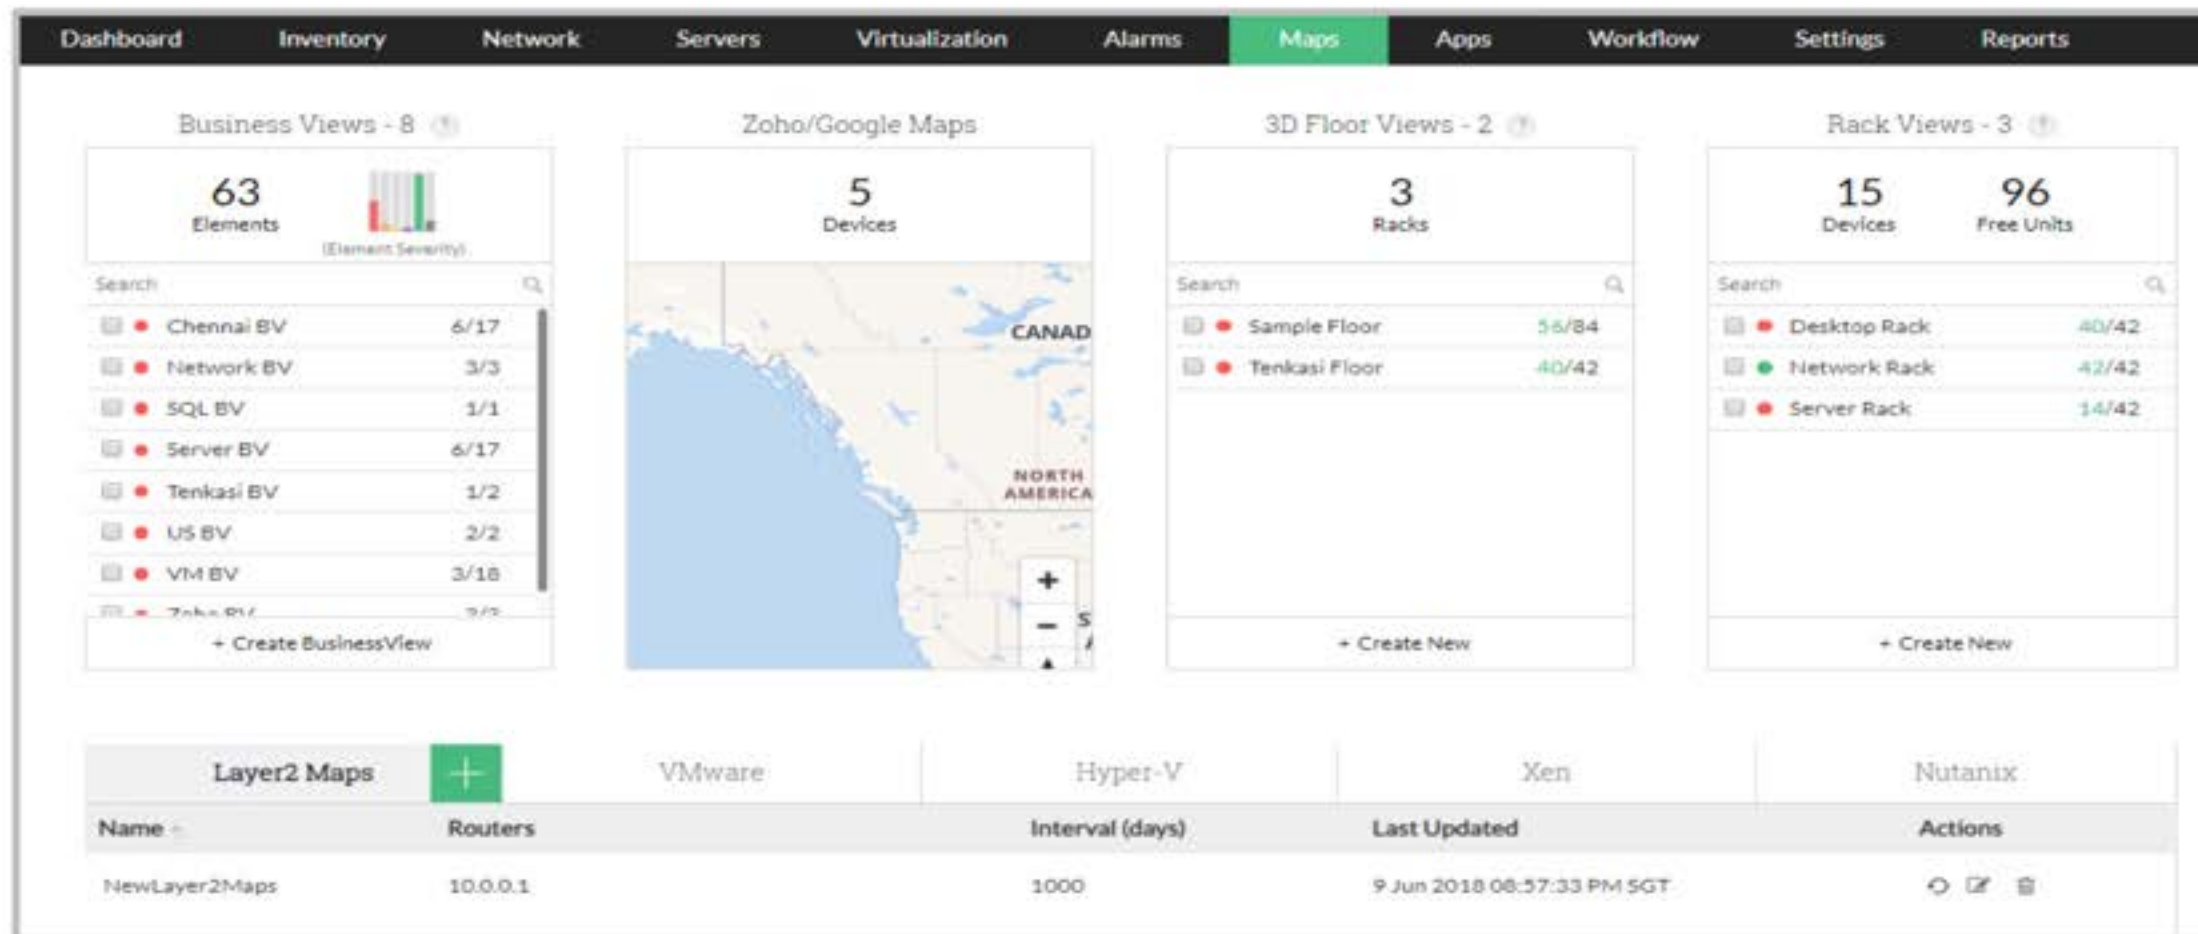 Dashboard Inventory Network Servers Virtualization Alarms Maps Apps Workflow Settings Reports
Business Views - 8
63
Elements
(Element Severity)
Search
Chennai BV 6/17
Network BV 3/3
SQL BV 1/1
Server BV 6/17
Tenkasi BV 1/2
US BV 2/2
VM BV 3/18
Zoho BV
+ Create BusinessView
Zoho/Google Maps
5
Devices
CANAD
NORTH
AMERICA
+
−
3D Floor Views - 2
3
Racks
Search
Sample Floor 56/84
Tenkasi Floor 40/42
+ Create New
Rack Views - 3
15 96
Devices Free Units
Search
Desktop Rack 40/42
Network Rack 42/42
Server Rack 14/42
+ Create New
Layer2 Maps + VMware Hyper-V Xen Nutanix
Name Routers Interval (days) Last Updated Actions
NewLayer2Maps 10.0.0.1 1000 9 Jun 2018 08:57:33 PM SGT